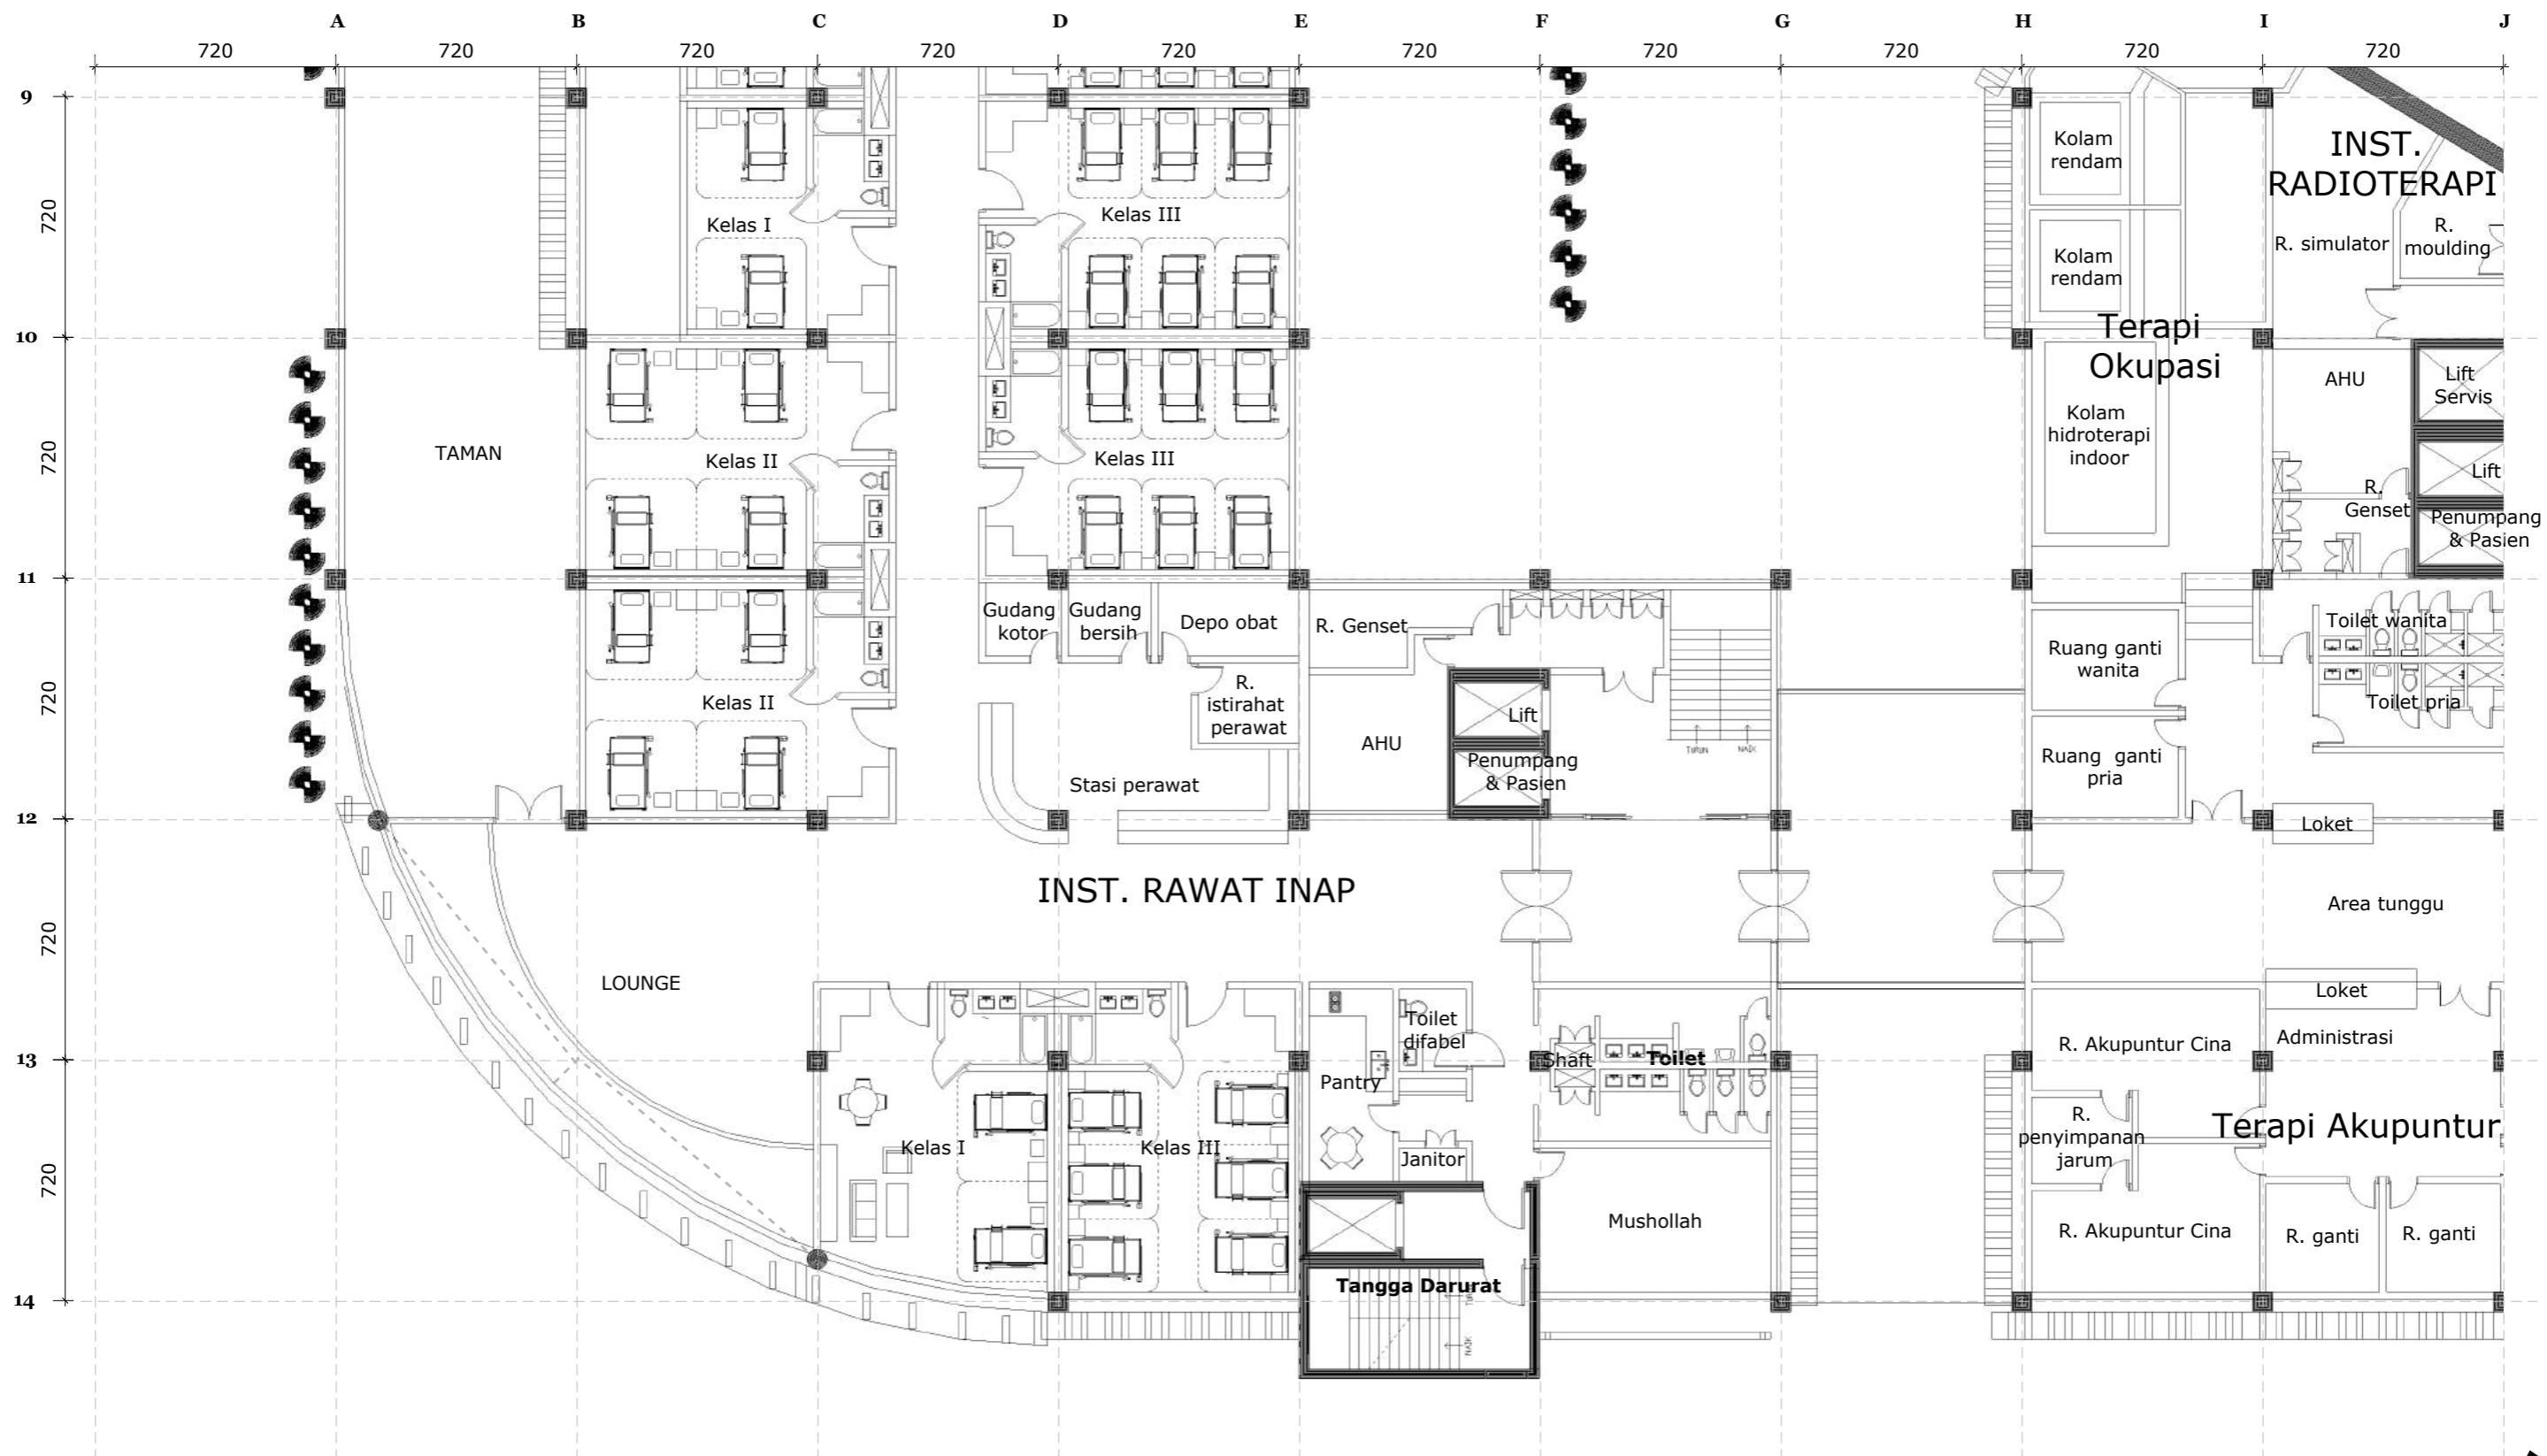 A B C D E F G H I J
720 720 720 720 720 720 720 720 720 720
9
10
11
12
13
14
720
720
720
720
720
Kelas I
Kelas III
Kolam
rendam
Kolam
rendam
INST.
RADIOTERAPI
R. simulator
R.
moulding
TAMAN
Kelas II
Kelas III
Terapi
Okupasi
Kolam
hidroterapi
indoor
AHU
Lift
Servis
Lift
R.
Genset
Penumpang
& Pasien
Kelas II
Gudang
kotor
Gudang
bersih
Depo obat
R. Genset
R.
istirahat
perawat
Lift
AHU
Penumpang
& Pasien
TURUN
NAIK
Stasi perawat
Ruang ganti
wanita
Ruang ganti
pria
Toilet wanita
Toilet pria
Loket
INST. RAWAT INAP
Area tunggu
LOUNGE
Loket
Toilet
difabel
Pantry
Shaft
Toilet
R. Akupuntur Cina
Administrasi
Kelas I
Kelas III
Janitor
R.
penyimpanan
jarum
Terapi Akupuntur
Mushollah
R. Akupuntur Cina
R. ganti
R. ganti
Tangga Darurat
TURUN
NAIK